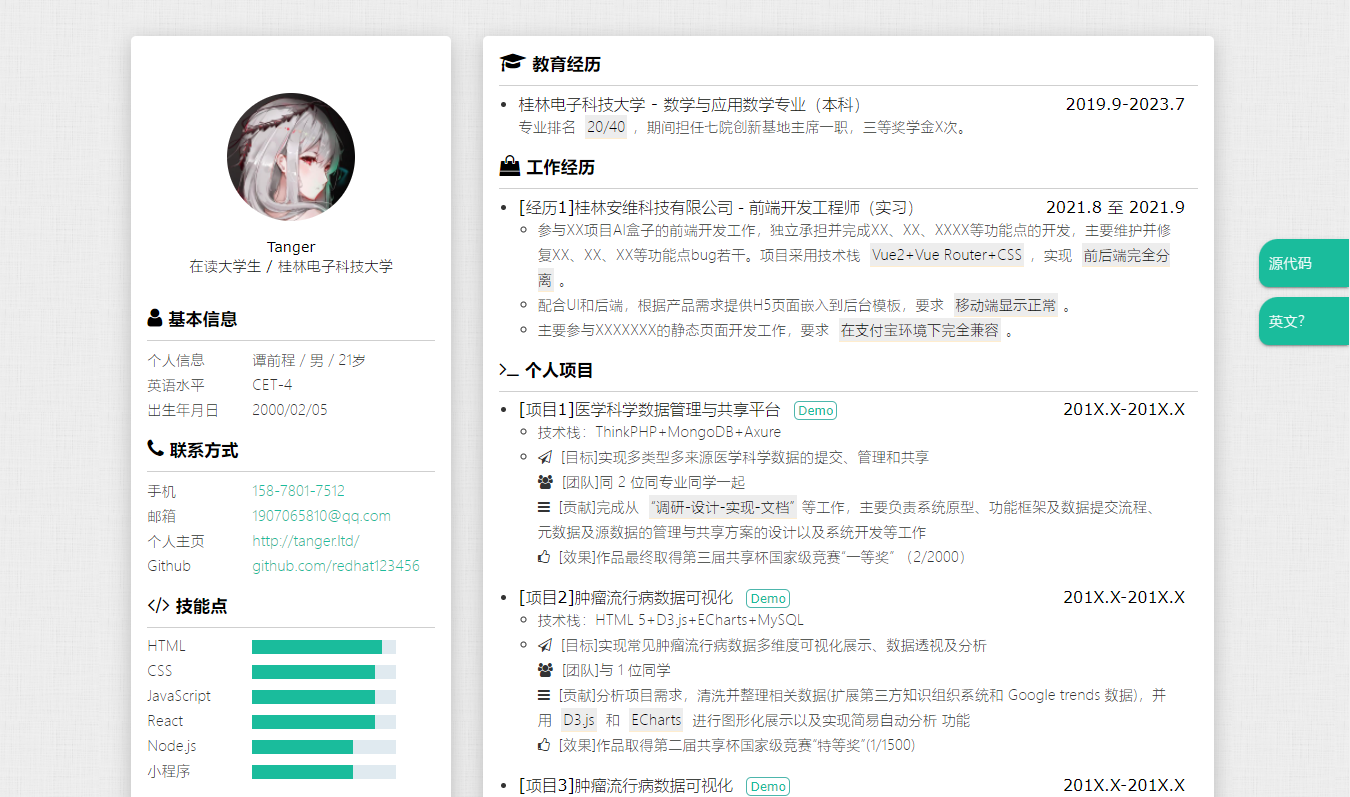 Tanger
在读大学生 / 桂林电子科技大学
基本信息
个人信息 谭前程 / 男 / 21岁
英语水平 CET-4
出生年月日 2000/02/05
联系方式
手机 158-7801-7512
邮箱 1907065810@qq.com
个人主页 http://tanger.ltd/
Github github.com/redhat123456
技能点
HTML
CSS
JavaScript
React
Node.js
小程序
教育经历
桂林电子科技大学 - 数学与应用数学专业（本科） 2019.9-2023.7
专业排名 20/40 ，期间担任七院创新基地主席一职，三等奖学金X次。
工作经历
[经历1]桂林安维科技有限公司 - 前端开发工程师（实习） 2021.8 至 2021.9
参与XX项目AI盒子的前端开发工作，独立承担并完成XX、XX、XXXX等功能点的开发，主要维护并修
复XX、XX、XX等功能点bug若干。项目采用技术栈 Vue2+Vue Router+CSS ，实现 前后端完全分
离 。
配合UI和后端，根据产品需求提供H5页面嵌入到后台模板，要求 移动端显示正常 。
主要参与XXXXXXX的静态页面开发工作，要求 在支付宝环境下完全兼容 。
个人项目
[项目1]医学科学数据管理与共享平台 Demo 201X.X-201X.X
技术栈：ThinkPHP+MongoDB+Axure
[目标]实现多类型多来源医学科学数据的提交、管理和共享
[团队]同 2 位同专业同学一起
[贡献]完成从 “调研-设计-实现-文档” 等工作，主要负责系统原型、功能框架及数据提交流程、
元数据及源数据的管理与共享方案的设计以及系统开发等工作
[效果]作品最终取得第三届共享杯国家级竞赛“一等奖” （2/2000）
[项目2]肿瘤流行病数据可视化 Demo 201X.X-201X.X
技术栈：HTML 5+D3.js+ECharts+MySQL
[目标]实现常见肿瘤流行病数据多维度可视化展示、数据透视及分析
[团队]与 1 位同学
[贡献]分析项目需求，清洗并整理相关数据(扩展第三方知识组织系统和 Google trends 数据)，并
用 D3.js 和 ECharts 进行图形化展示以及实现简易自动分析 功能
[效果]作品取得第二届共享杯国家级竞赛“特等奖”(1/1500)
[项目3]肿瘤流行病数据可视化 Demo 201X.X-201X.X
源代码
英文?